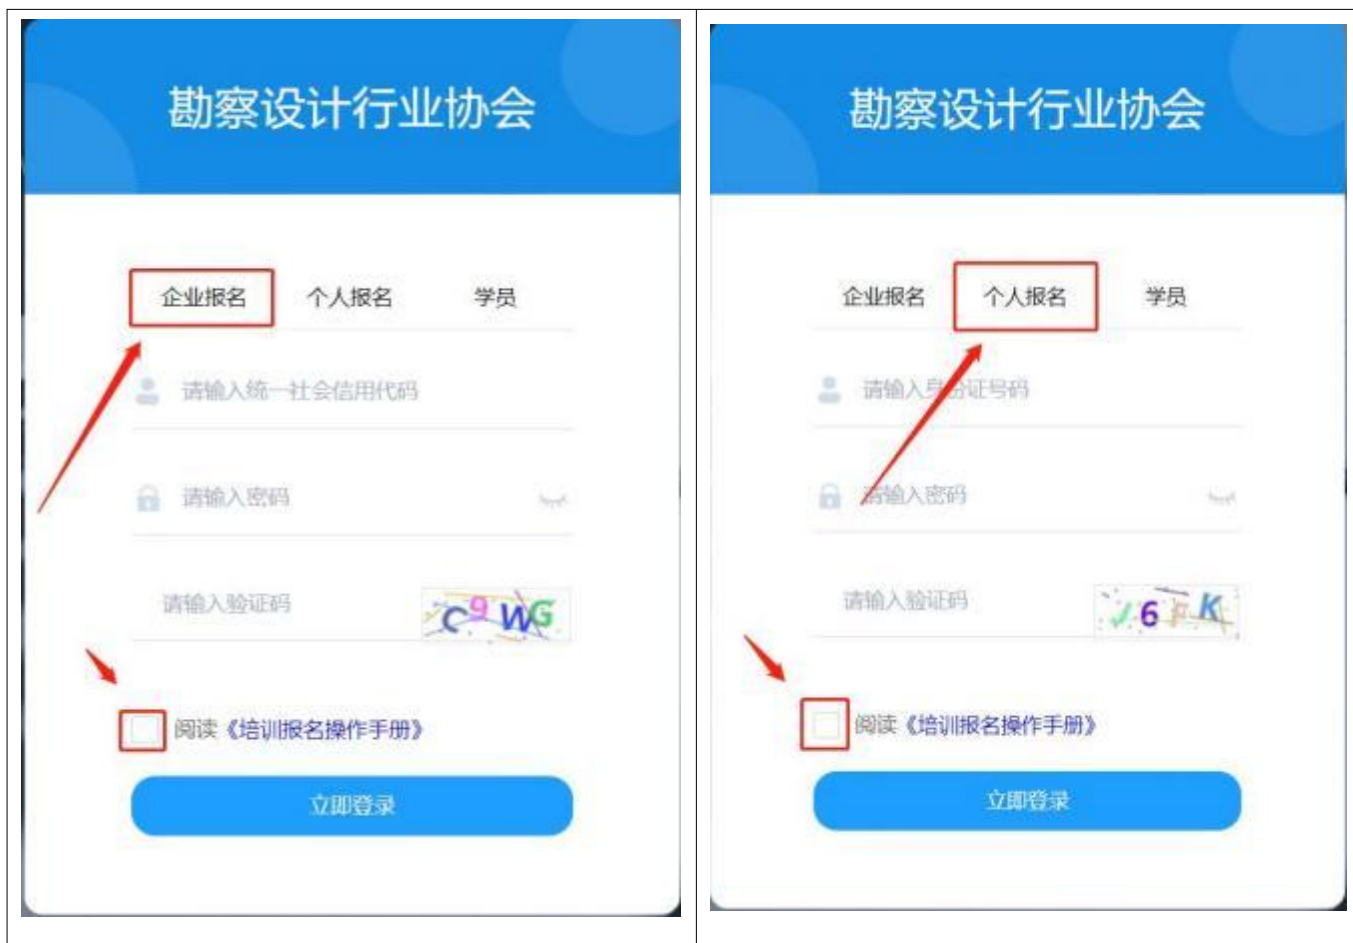 勘察设计行业协会
企业报名 个人报名 学员
请输入统一社会信用代码
请输入密码
请输入验证码 C9WG
阅读《培训报名操作手册》
立即登录
勘察设计行业协会
企业报名 个人报名 学员
请输入身份证号码
请输入密码
请输入验证码 J6FK
阅读《培训报名操作手册》
立即登录